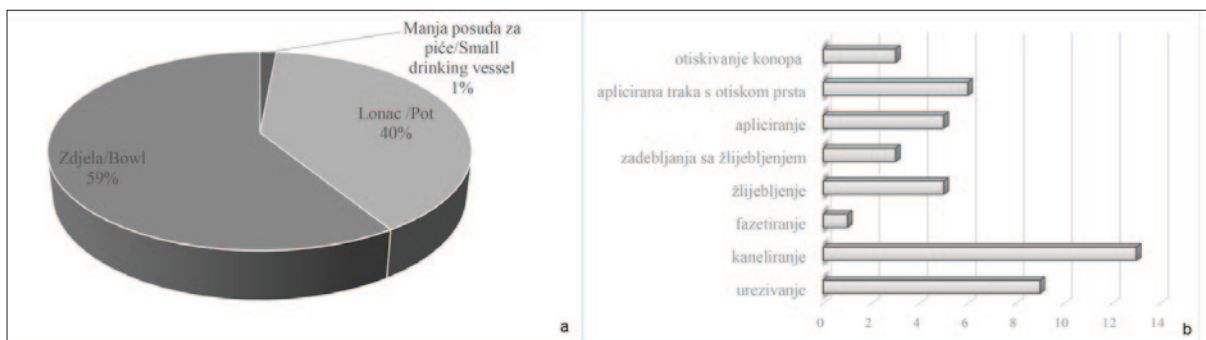 Manja posuda za
piće/Small
drinking vessel
1%
Lonac /Pot
40%
Zdjela/Bowl
59%
a
otiskivanje konopa
aplicirana traka s otiskom prsta
apliciranje
zadebljanja sa žlijebljenjem
žlijebljenje
fazetiranje
kaneliranje
urezivanje
0 2 4 6 8 10 12 14
b